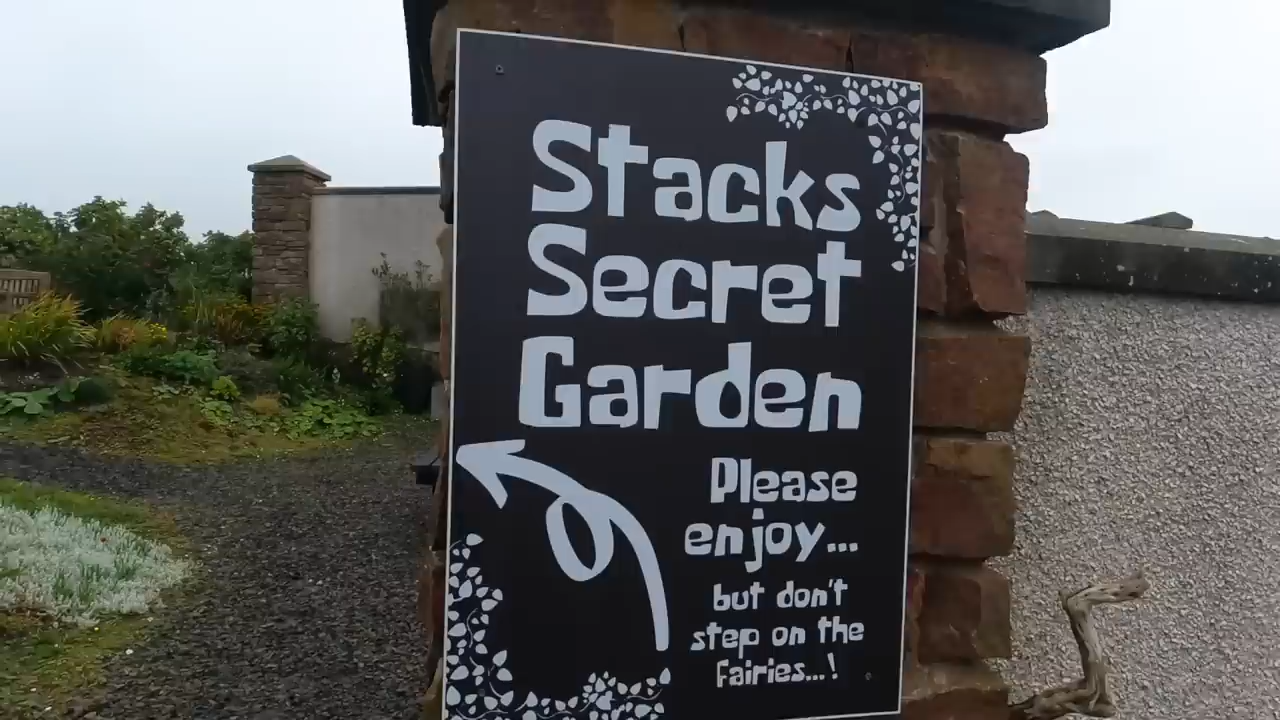 Stacks
Secret
Garden
Please
enjoy...
but don't
step on the
fairies...!